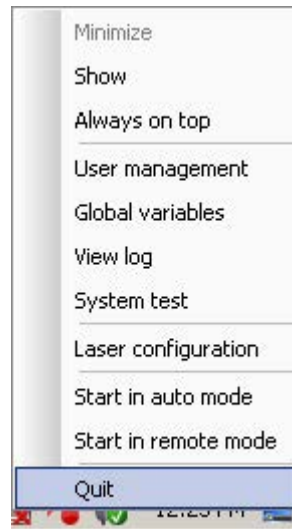 Minimize
Show
Always on top
User management
Global variables
View log
System test
Laser configuration
Start in auto mode
Start in remote mode
Quit